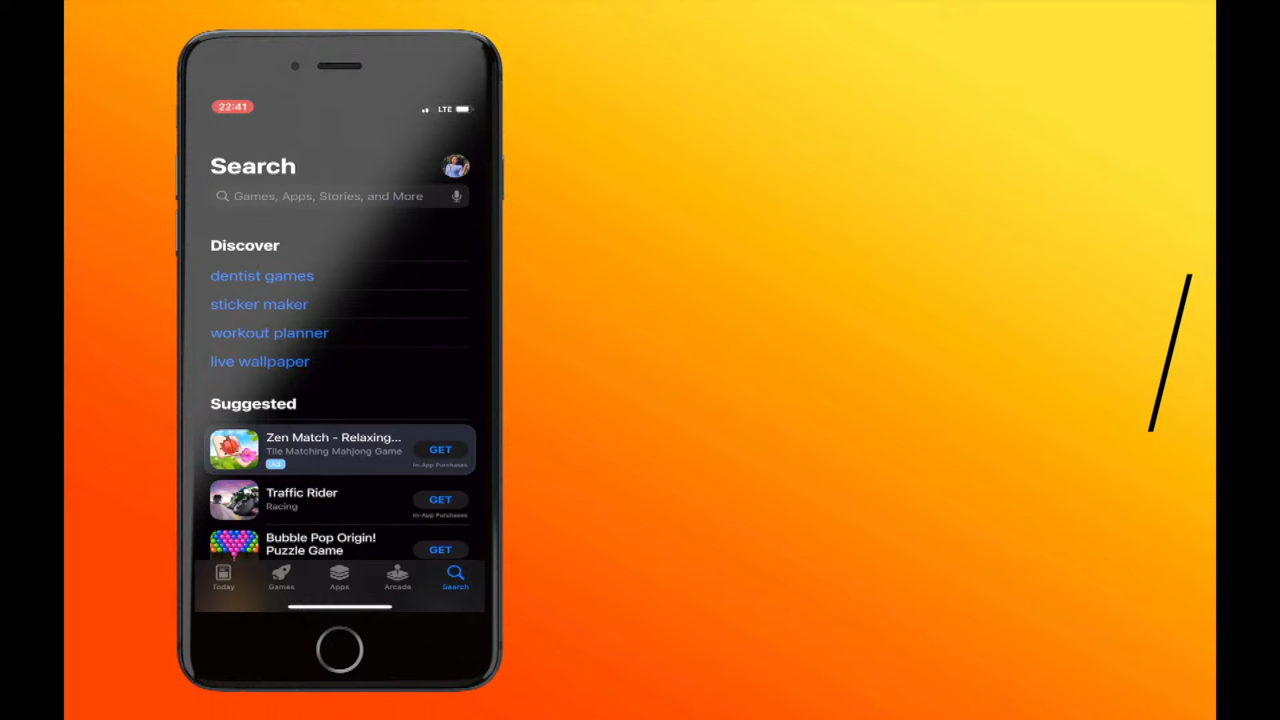 22:41
LTE
Search
Games, Apps, Stories, and More
Discover
dentist games
sticker maker
workout planner
live wallpaper
Suggested
Zen Match - Relaxing...
Tile Matching Mahjong Game
Ad
GET
In-App Purchases
Traffic Rider
Racing
GET
In-App Purchases
Bubble Pop Origin!
Puzzle Game
GET
Today
Games
Apps
Arcade
Search